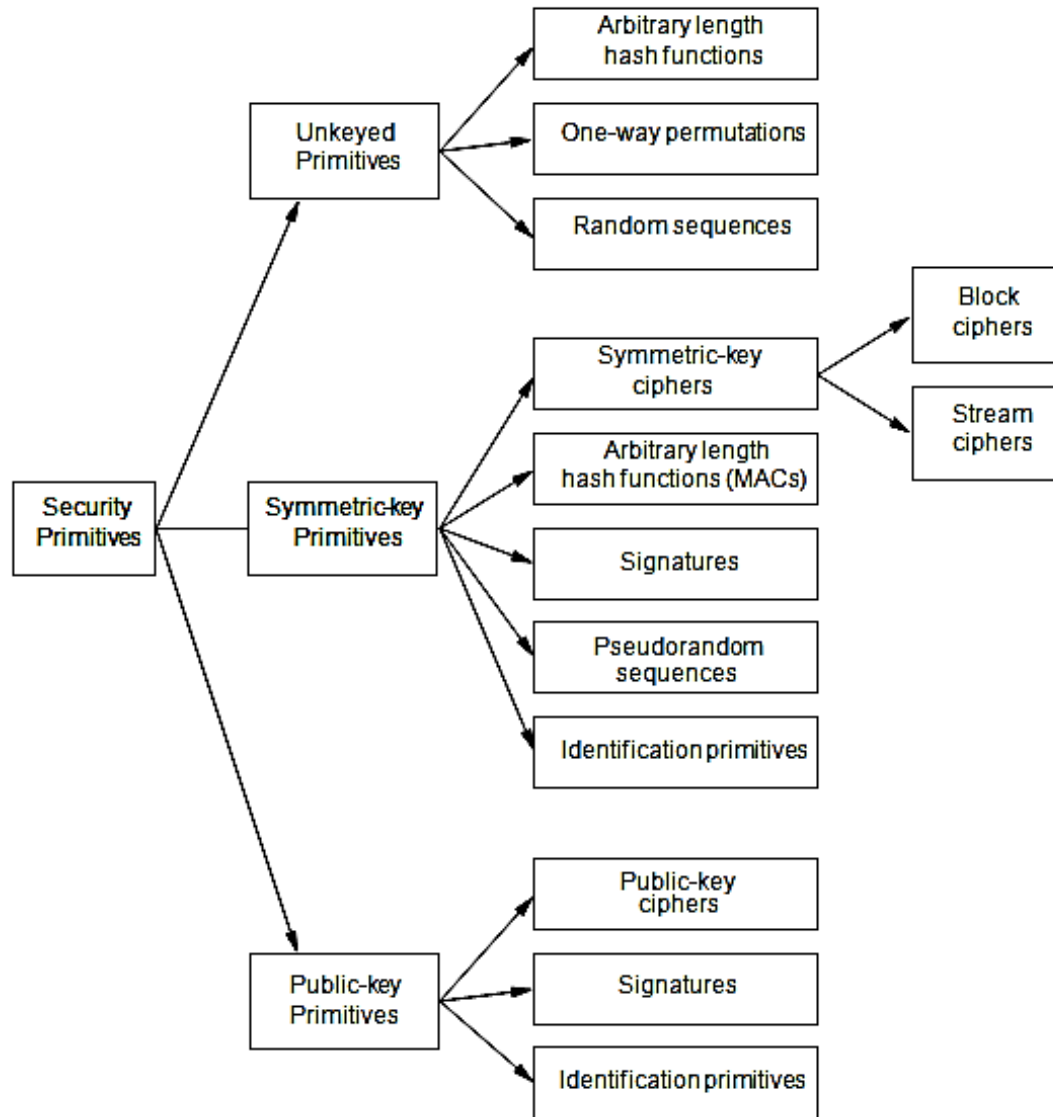 Arbitrary length
hash functions
Unkeyed
Primitives
One-way permutations
Random sequences
Block
ciphers
Symmetric-key
ciphers
Stream
ciphers
Arbitrary length
hash functions (MACs)
Security
Primitives
Symmetric-key
Primitives
Signatures
Pseudorandom
sequences
Identification primitives
Public-key
ciphers
Public-key
Primitives
Signatures
Identification primitives